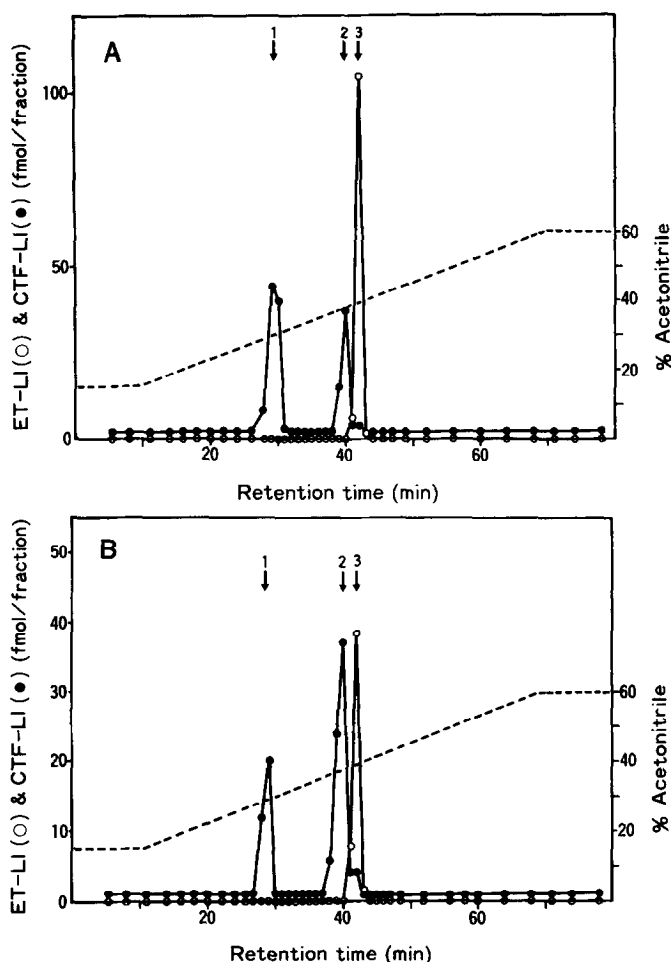 A
1 2 3
ET-LI(○) & CTF-LI(●) (fmol/fraction)
100
50
0
60
40
20
% Acetonitrile
20 40 60
Retention time (min)
B
1 2 3
ET-LI(○) & CTF-LI(●) (fmol/fraction)
50
40
30
20
10
0
60
40
20
% Acetonitrile
20 40 60
Retention time (min)